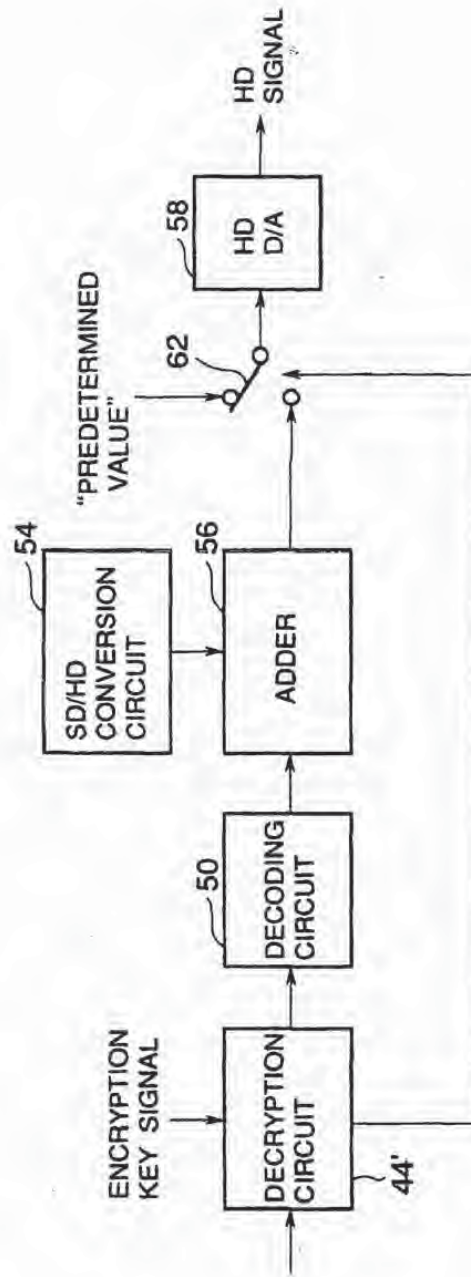 ENCRYPTION
KEY SIGNAL
DECRYPTION
CIRCUIT
44'
50
DECODING
CIRCUIT
54
SD/HD
CONVERSION
CIRCUIT
56
ADDER
"PREDETERMINED
VALUE"
62
58
HD
D/A
HD
SIGNAL